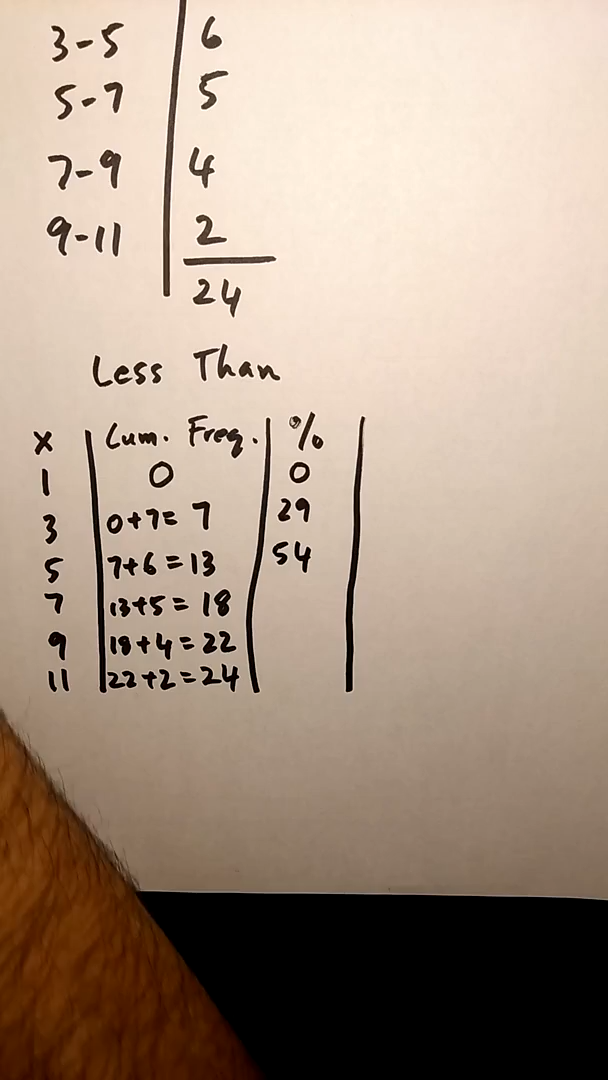 3-5 6
5-7 5
7-9 4
9-11 2
24
Less Than
x Cum. Freq. %
1 0 0
3 0+7= 7 29
5 7+6=13 54
7 13+5=18
9 18+4=22
11 22+2=24